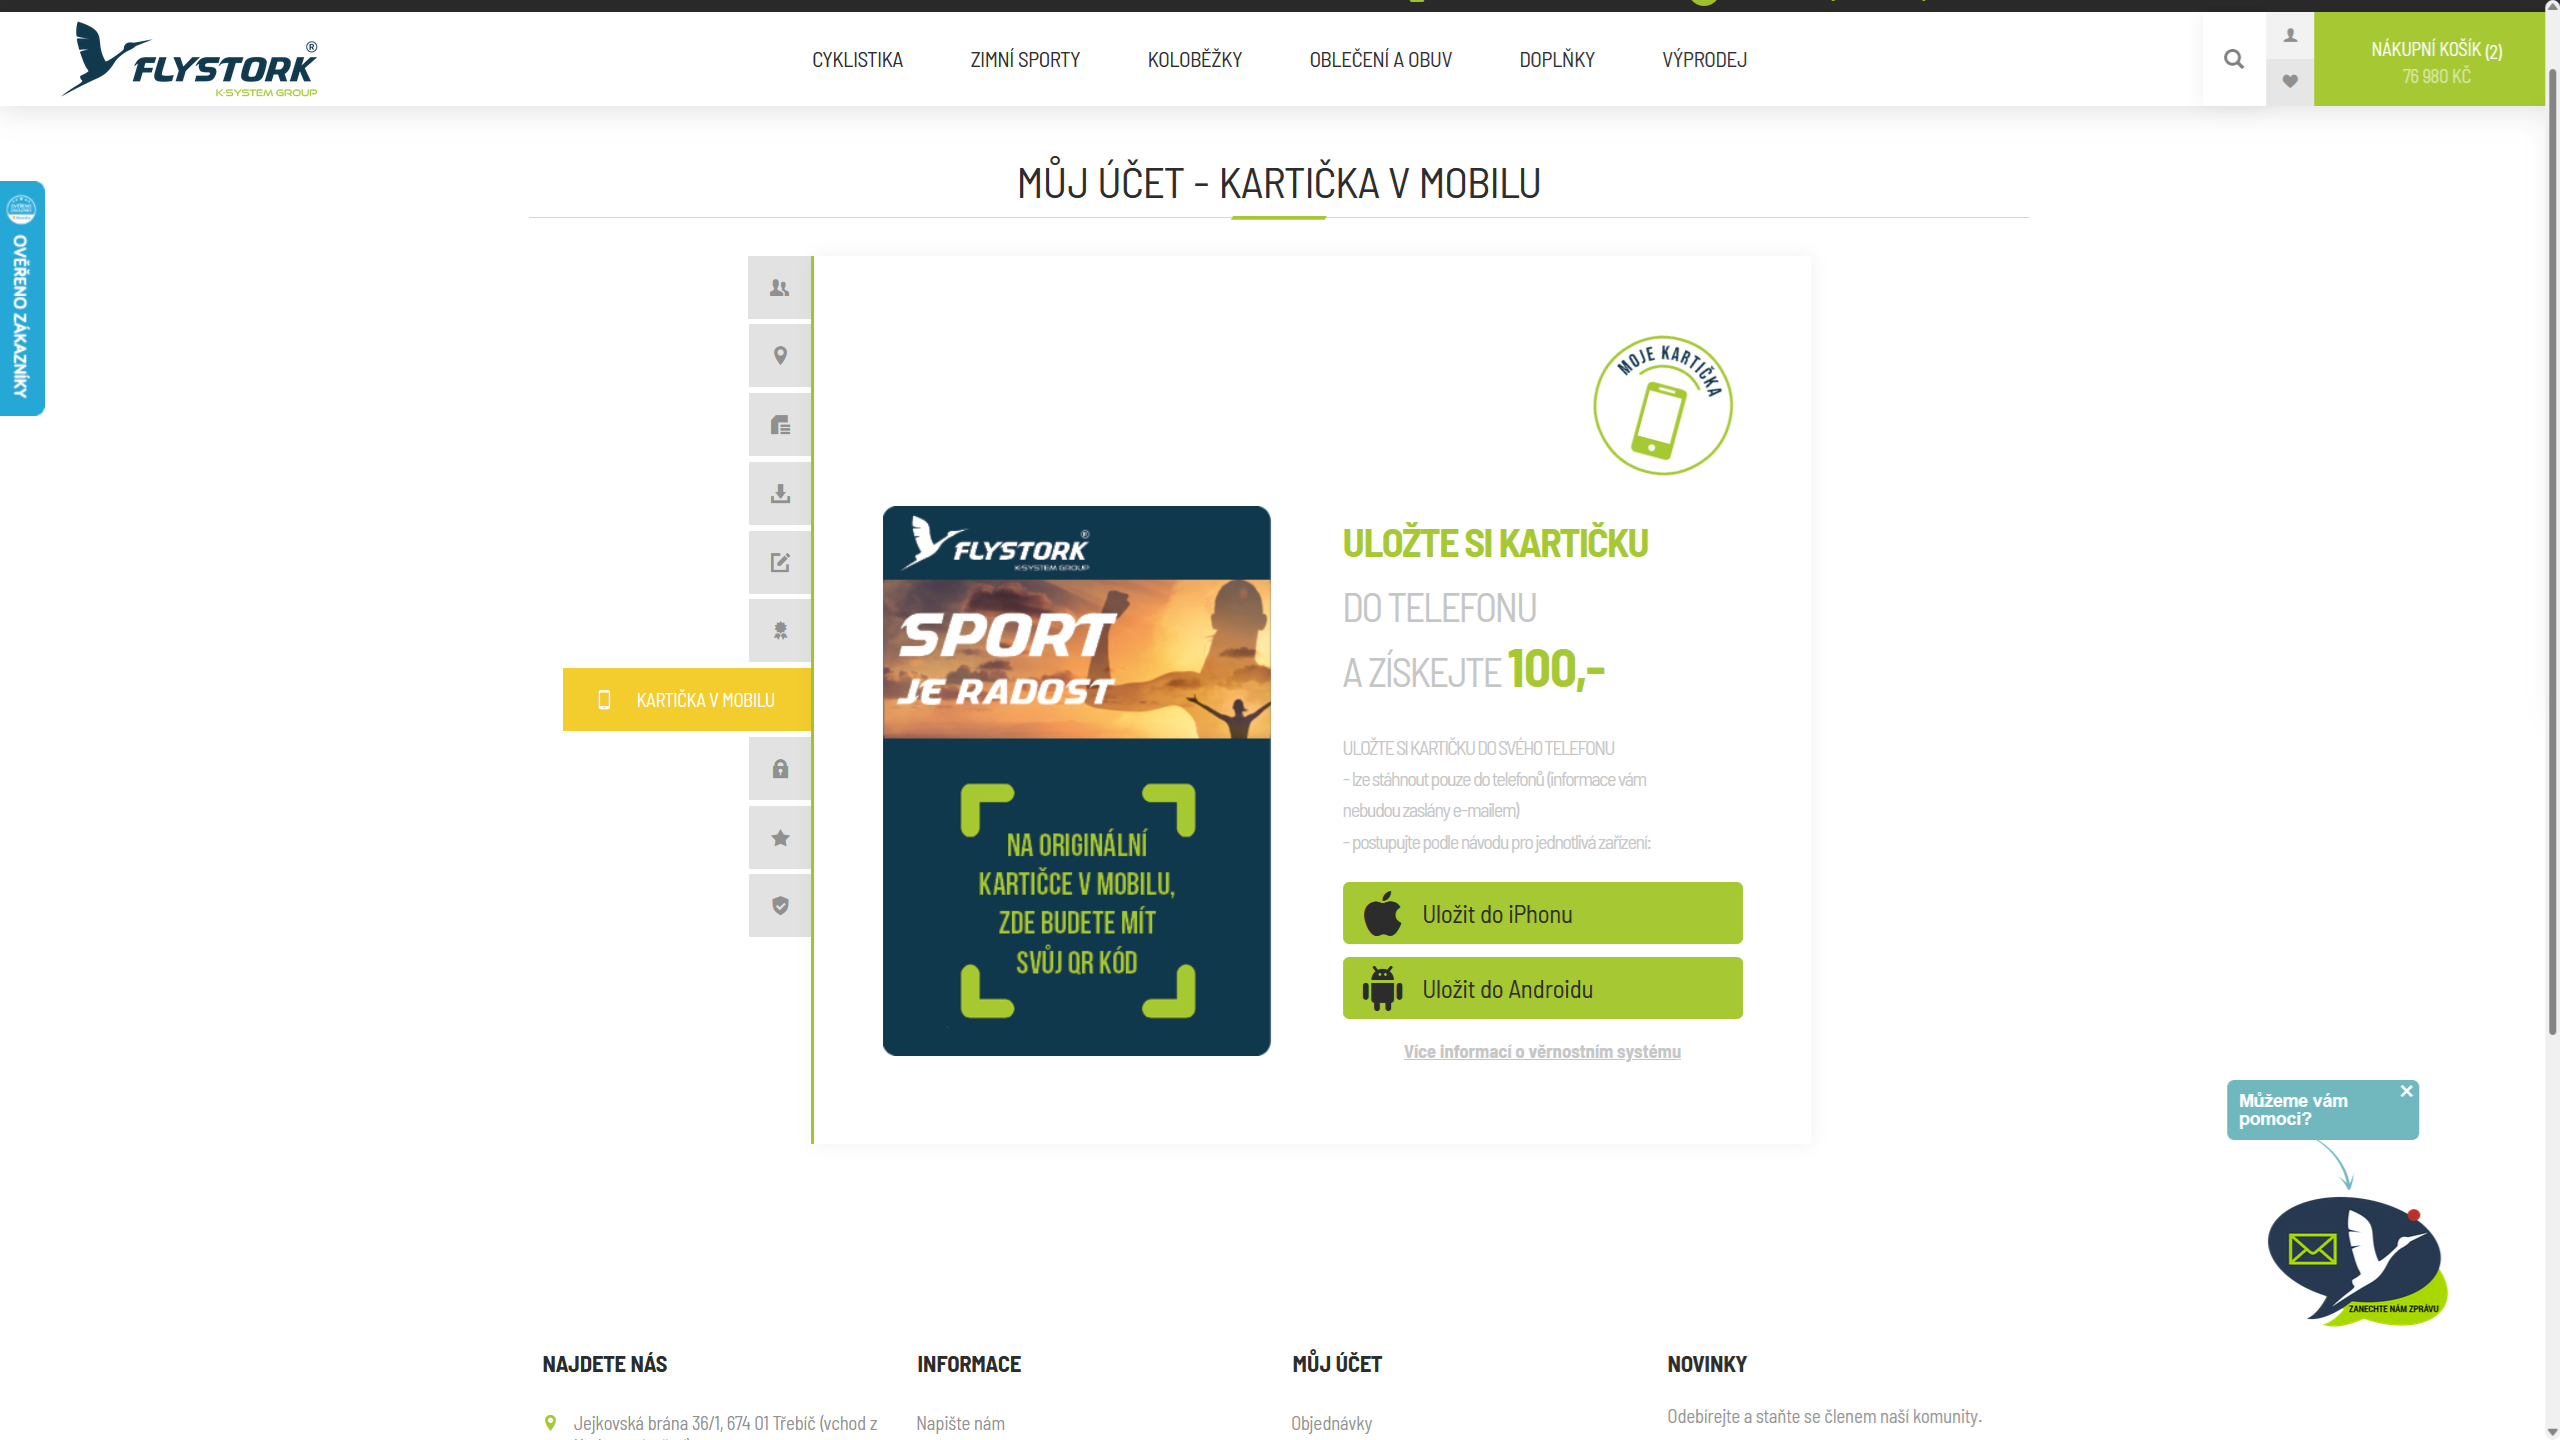 FLYSTORK®
K-SYSTEM GROUP
CYKLISTIKA
ZIMNÍ SPORTY
KOLOBĚŽKY
OBLEČENÍ A OBUV
DOPLŇKY
VÝPRODEJ
NÁKUPNÍ KOŠÍK (2)
76 980 KČ
MŮJ ÚČET - KARTIČKA V MOBILU
OVĚŘENO ZÁKAZNÍKY
MOJE KARTIČKA
FLYSTORK®
K-SYSTEM GROUP
SPORT
JE RADOST
NA ORIGINÁLNÍ
KARTIČCE V MOBILU,
ZDE BUDETE MÍT
SVŮJ QR KÓD
KARTIČKA V MOBILU
ULOŽTE SI KARTIČKU
DO TELEFONU
A ZÍSKEJTE 100,-
ULOŽTE SI KARTIČKU DO SVÉHO TELEFONU
- lze stáhnout pouze do telefonů (informace vám
nebudou zaslány e-mailem)
- postupujte podle návodu pro jednotlivá zařízení:
Uložit do iPhonu
Uložit do Androidu
Více informací o věrnostním systému
Můžeme vám
pomoci?
ZANECHTE NÁM ZPRÁVU
NAJDETE NÁS
INFORMACE
MŮJ ÚČET
NOVINKY
Jejkovská brána 36/1, 674 01 Třebíč (vchod z
Napište nám
Objednávky
Odebírejte a staňte se členem naší komunity.